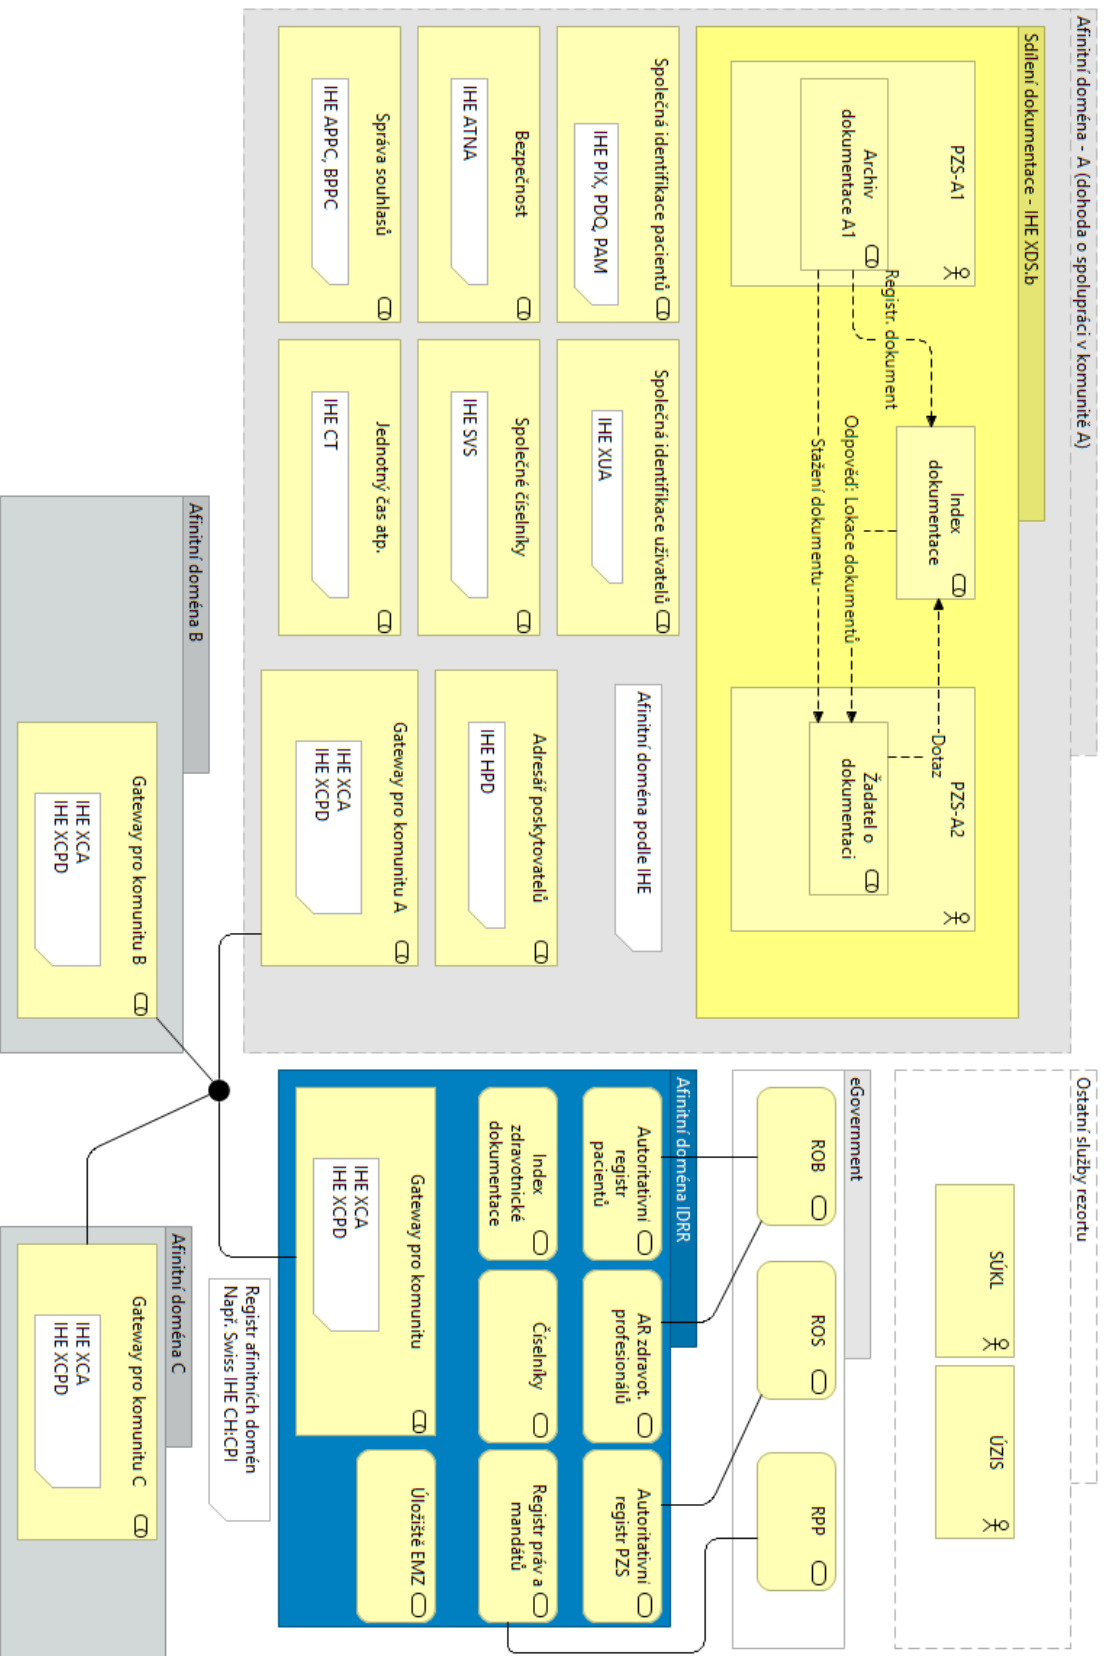 Afinitní doména - A (dohoda o spolupráci v komunitě A)
Sdílení dokumentace - IHE XDS.b
PZS-A1
Archiv
dokumentace A1
Registr. dokument
Index
dokumentace
Odpověď: Lokace dokumentů
Stažení dokumentu
Dotaz
PZS-A2
Žadatel o
dokumentaci
Společná identifikace pacientů
IHE PIX, PDQ, PAM
Společná identifikace uživatelů
IHE XUA
Afinitní doména podle IHE
Bezpečnost
IHE ATNA
Společné číselníky
IHE SVS
Adresář poskytovatelů
IHE HPD
Správa souhlasů
IHE APPC, BPPC
Jednotný čas atp.
IHE CT
Gateway pro komunitu A
IHE XCA
IHE XCPD
Ostatní služby rezortu
SÚKL
ÚZIS
eGovernment
ROB
ROS
RPP
Afinitní doména IDRR
Autoritativní
registr
pacientů
AR zdravot.
profesionálů
Autoritativní
registr PZS
Index
zdravotnické
dokumentace
Číselníky
Registr práv a
mandátů
Gateway pro komunitu
IHE XCA
IHE XCPD
Úložiště EMZ
Registr afinitních domén
Např. Swiss IHE CH:CPI
Afinitní doména B
Gateway pro komunitu B
IHE XCA
IHE XCPD
Afinitní doména C
Gateway pro komunitu C
IHE XCA
IHE XCPD